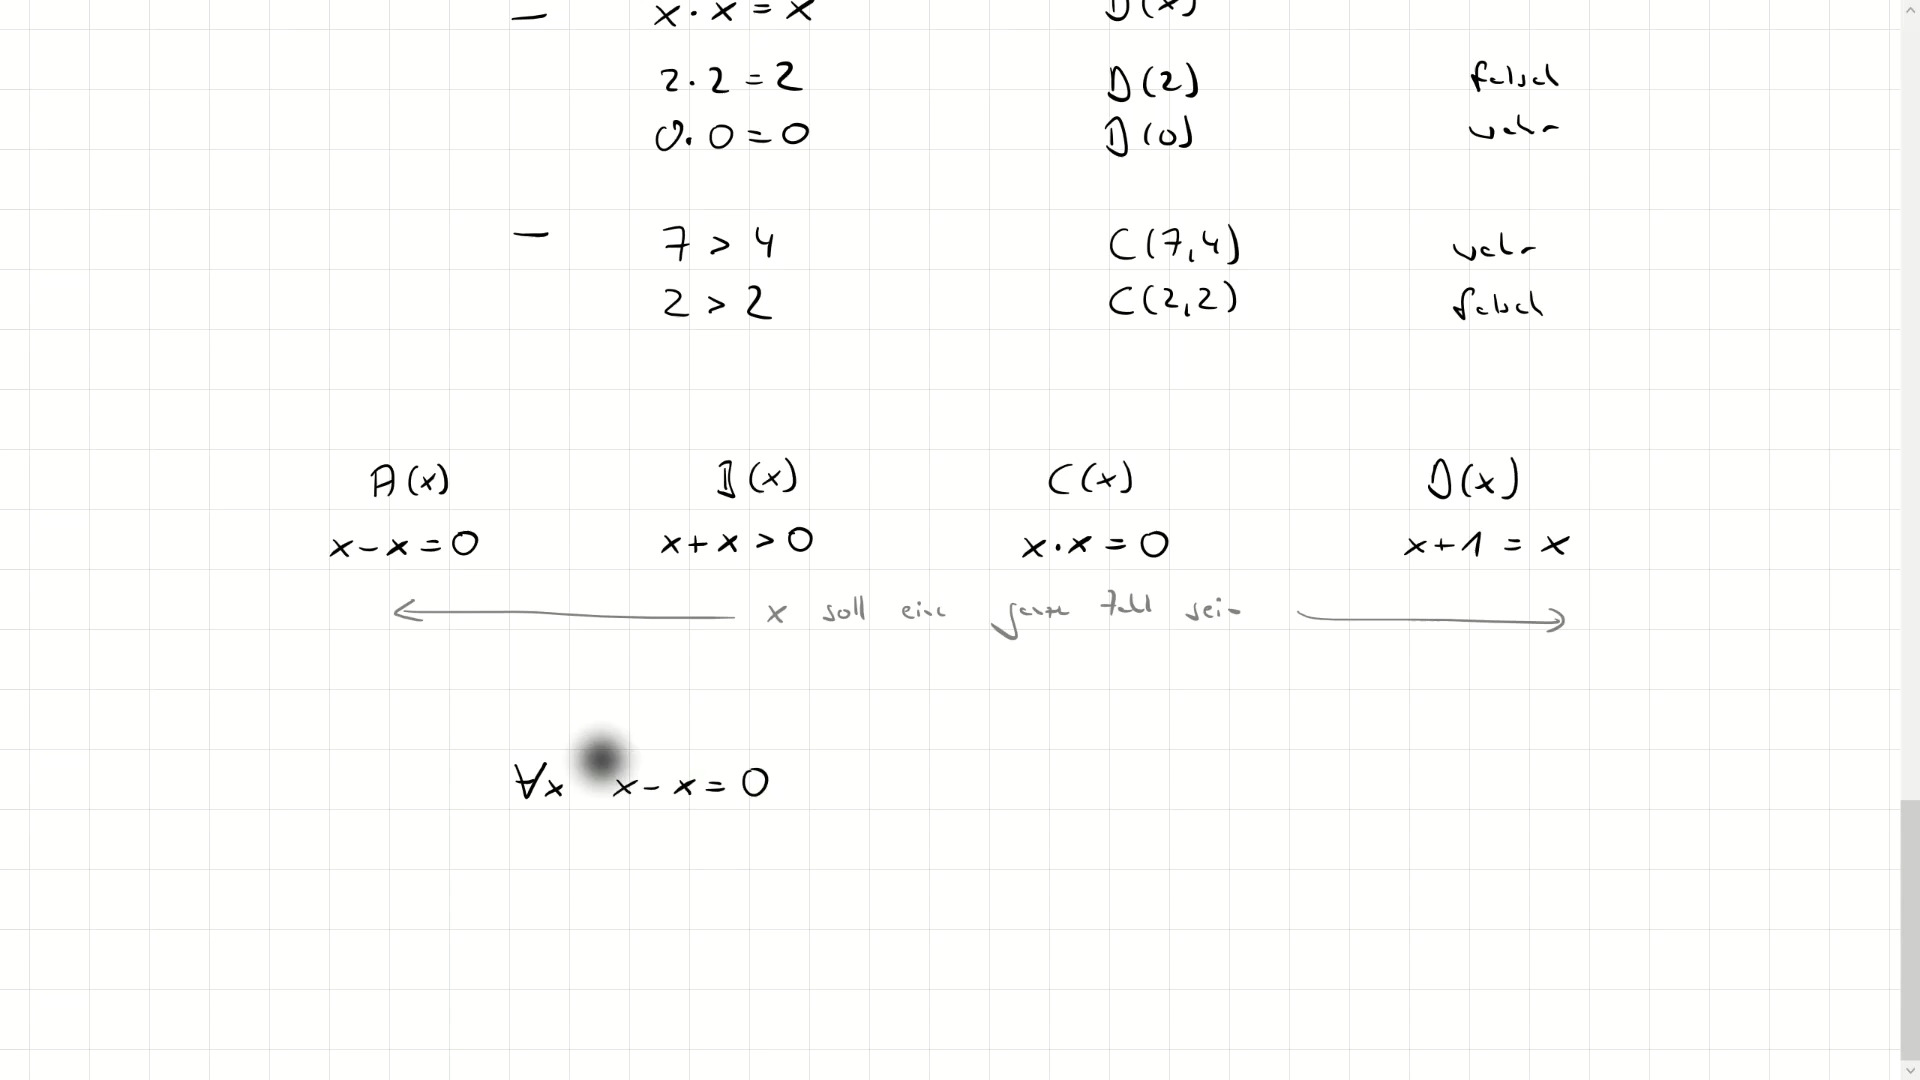 — x · x = x D(x)
2 · 2 = 2 D(2) falsch
0 · 0 = 0 D(0) wahr
— 7 > 4 C(7,4) wahr
2 > 2 C(2,2) falsch
A(x) B(x) C(x) D(x)
x - x = 0 x + x > 0 x · x = 0 x + 1 = x
← x soll eine ganze Zahl sein →
∀x x - x = 0